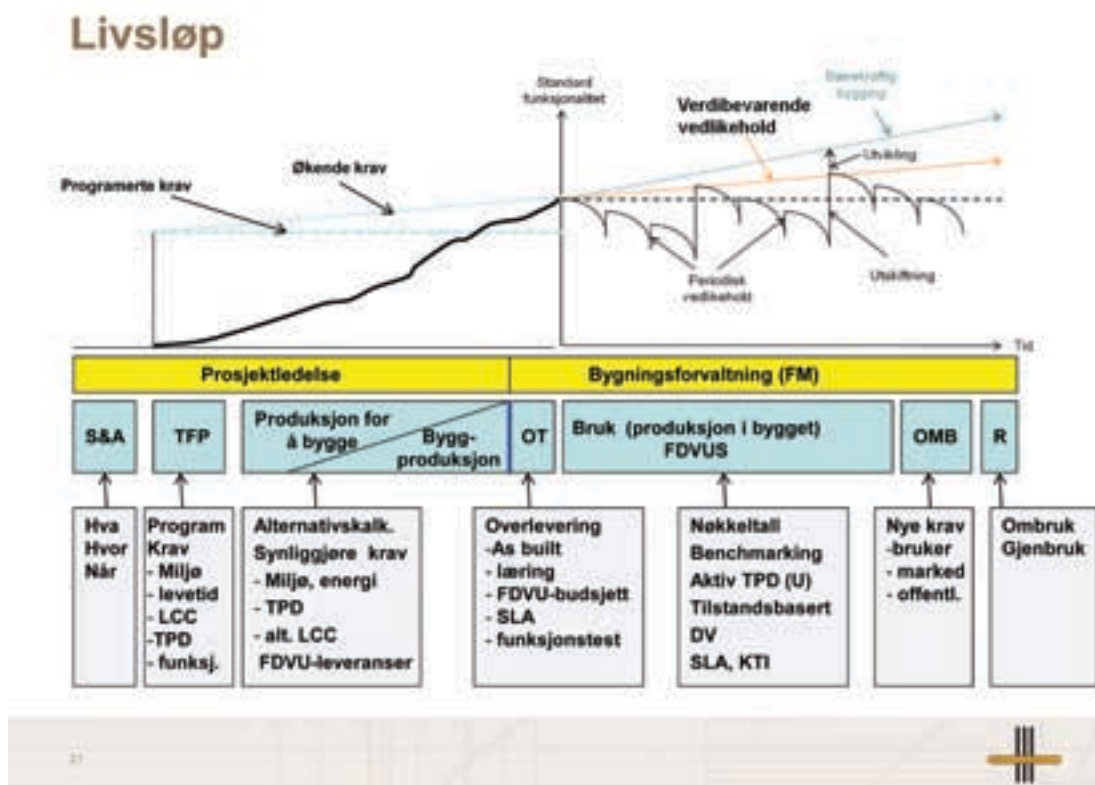 Livsløp
Standard
funksjonalitet
Bærekraftig
bygging
Verdibevarende
vedlikehold
Økende krav
Utvikling
Programerte krav
Periodisk
vedlikehold
Utskiftning
Tid
Prosjektledelse
Bygningsforvaltning (FM)
S&A
TFP
Produksjon for
å bygge
Bygg-
produksjon
OT
Bruk (produksjon i bygget)
FDVUS
OMB
R
Hva
Hvor
Når
Program
Krav
- Miljø
- levetid
- LCC
-TPD
- funksj.
Alternativskalk.
Synliggjøre krav
- Miljø, energi
- TPD
- alt. LCC
FDVU-leveranser
Overlevering
-As built
- læring
- FDVU-budsjett
- SLA
- funksjonstest
Nøkkeltall
Benchmarking
Aktiv TPD (U)
Tilstandsbasert
DV
SLA, KTI
Nye krav
-bruker
- marked
- offentl.
Ombruk
Gjenbruk
21